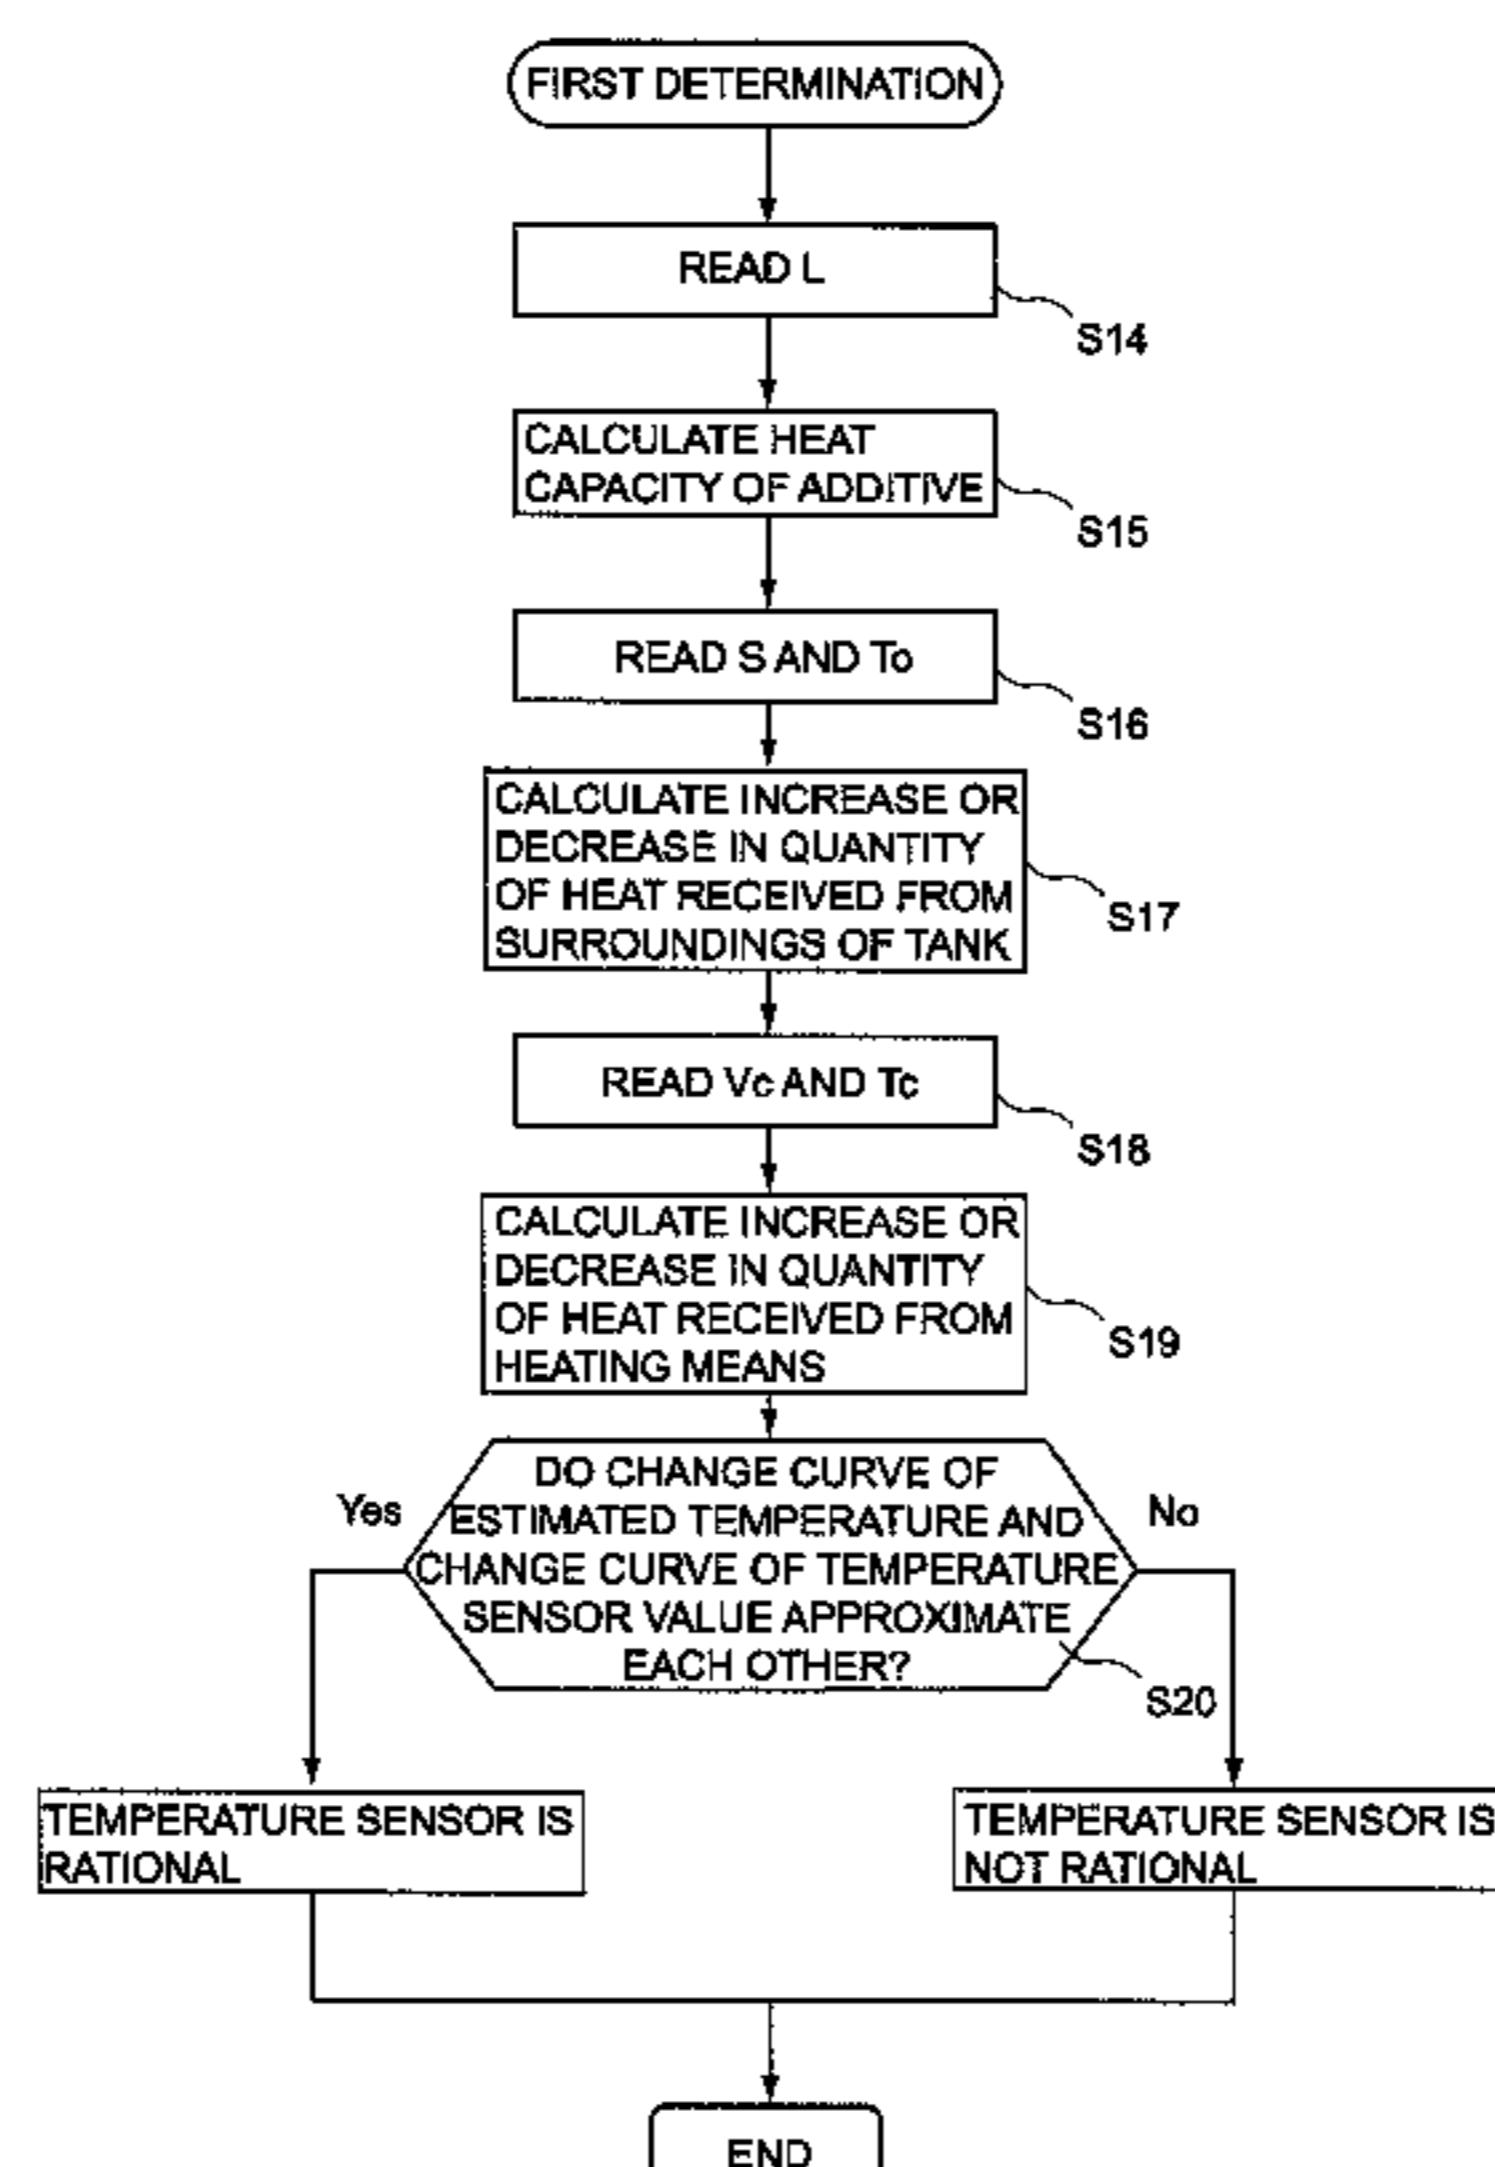 FIRST DETERMINATION
READ L
S14
CALCULATE HEAT
CAPACITY OF ADDITIVE
S15
READ S AND To
S16
CALCULATE INCREASE OR
DECREASE IN QUANTITY
OF HEAT RECEIVED FROM
SURROUNDINGS OF TANK
S17
READ Vc AND Tc
S18
CALCULATE INCREASE OR
DECREASE IN QUANTITY
OF HEAT RECEIVED FROM
HEATING MEANS
S19
DO CHANGE CURVE OF
ESTIMATED TEMPERATURE AND
CHANGE CURVE OF TEMPERATURE
SENSOR VALUE APPROXIMATE
EACH OTHER?
Yes
No
S20
TEMPERATURE SENSOR IS
RATIONAL
TEMPERATURE SENSOR IS
NOT RATIONAL
END